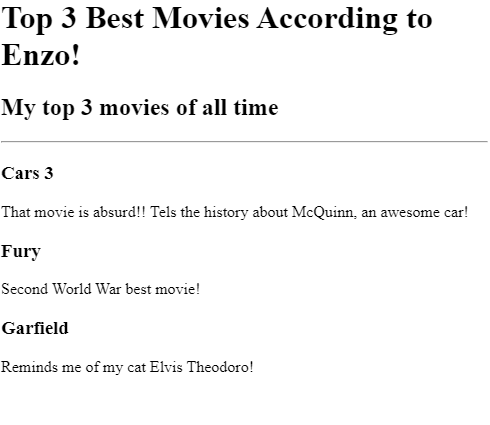 Top 3 Best Movies According to
Enzo!
My top 3 movies of all time
Cars 3
That movie is absurd!! Tels the history about McQuinn, an awesome car!
Fury
Second World War best movie!
Garfield
Reminds me of my cat Elvis Theodoro!